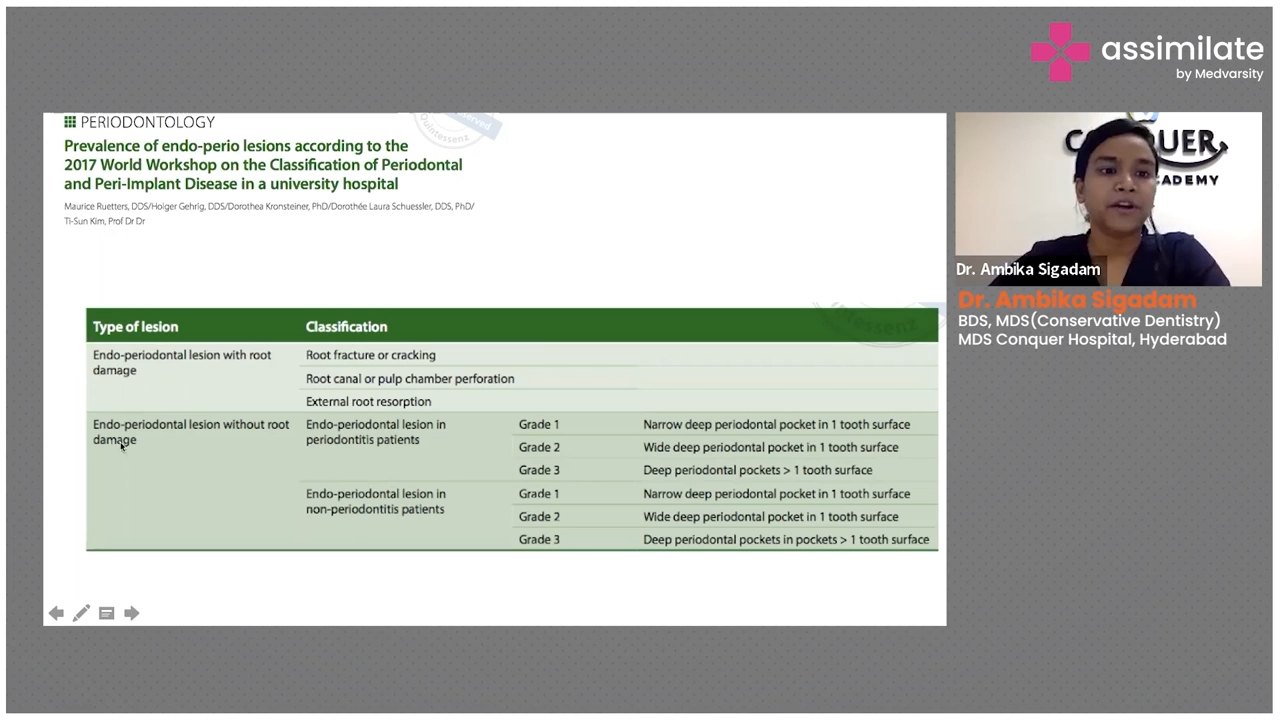 assimilate
by Medvarsity
PERIODONTOLOGY
Quintessenz
Prevalence of endo-perio lesions according to the
2017 World Workshop on the Classification of Periodontal
and Peri-Implant Disease in a university hospital
Maurice Ruetters, DDS/Holger Gehrig, DDS/Dorothea Kronsteiner, PhD/Dorothée Laura Schuessler, DDS, PhD/
Ti-Sun Kim, Prof Dr Dr
Type of lesion Classification
Endo-periodontal lesion with root
damage
Root fracture or cracking
Root canal or pulp chamber perforation
External root resorption
Endo-periodontal lesion without root
damage
Endo-periodontal lesion in
periodontitis patients
Grade 1 Narrow deep periodontal pocket in 1 tooth surface
Grade 2 Wide deep periodontal pocket in 1 tooth surface
Grade 3 Deep periodontal pockets > 1 tooth surface
Endo-periodontal lesion in
non-periodontitis patients
Grade 1 Narrow deep periodontal pocket in 1 tooth surface
Grade 2 Wide deep periodontal pocket in 1 tooth surface
Grade 3 Deep periodontal pockets in pockets > 1 tooth surface
Dr. Ambika Sigadam
Dr. Ambika Sigadam
BDS, MDS(Conservative Dentistry)
MDS Conquer Hospital, Hyderabad